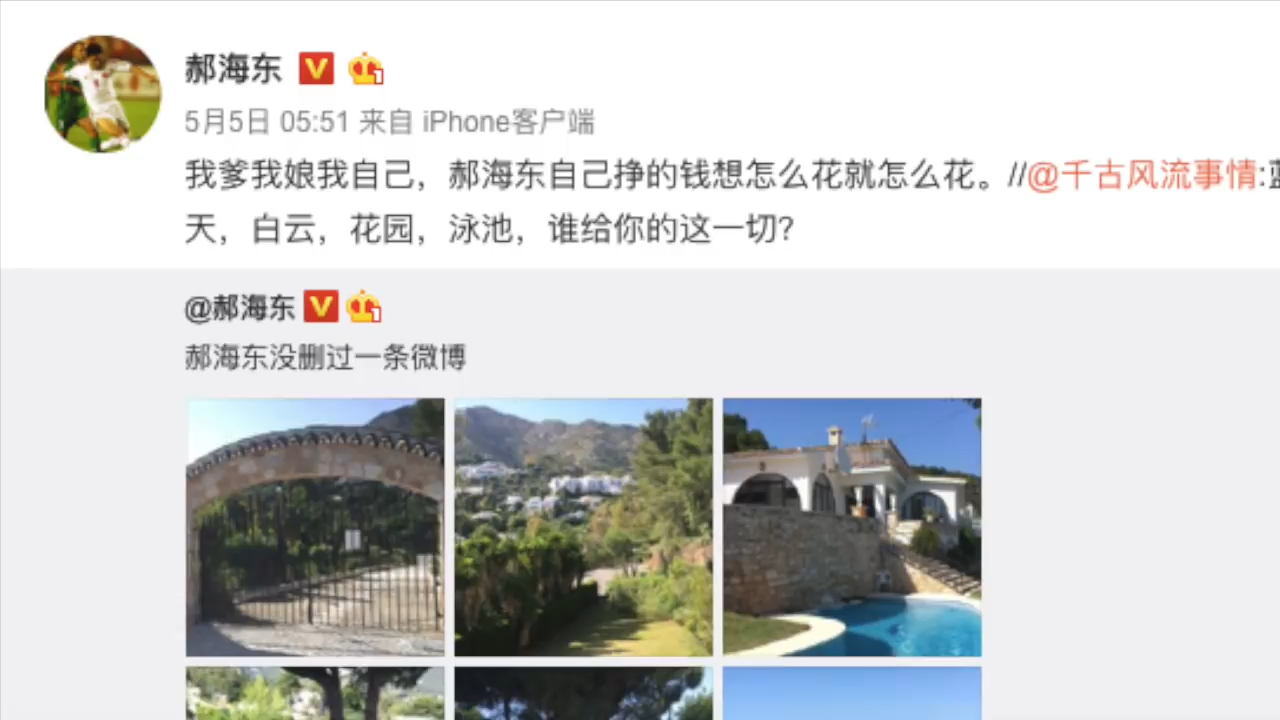 郝海东
5月5日 05:51 来自 iPhone客户端
我爹我娘我自己，郝海东自己挣的钱想怎么花就怎么花。//@千古风流事情:蓝
天，白云，花园，泳池，谁给你的这一切?
@郝海东
郝海东没删过一条微博